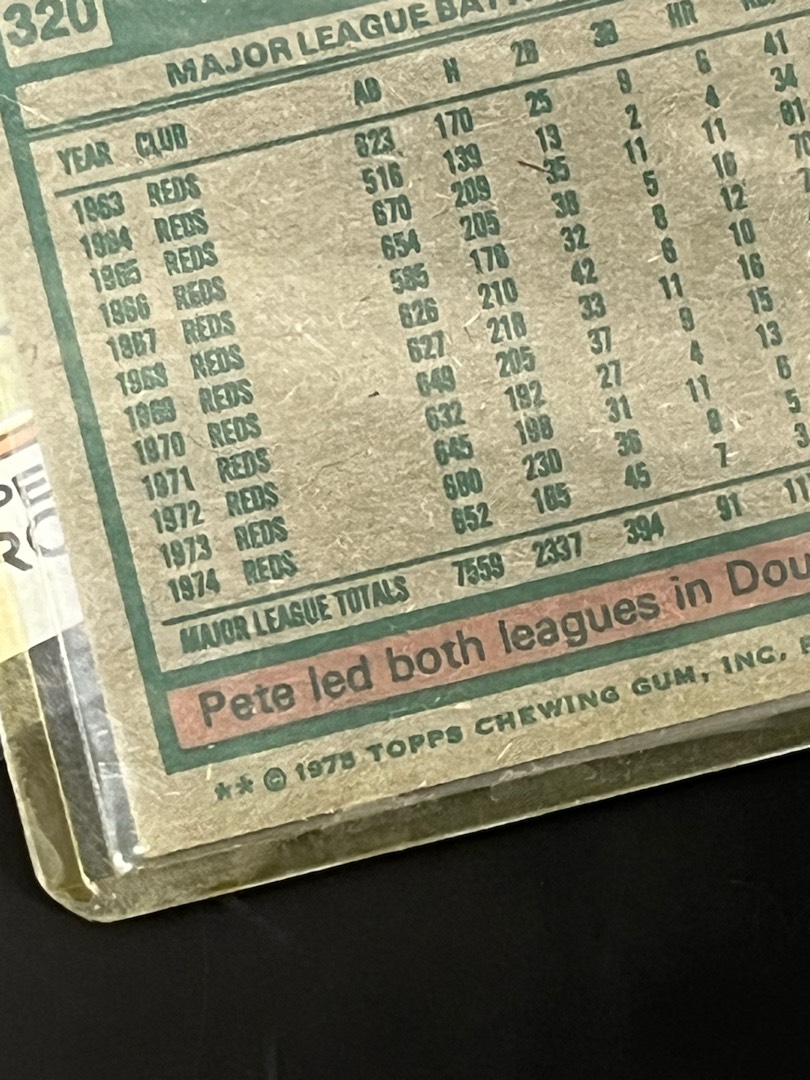 320
MAJOR LEAGUE BATT
YEAR CLUB AB H 2B 3B HR
1963 REDS 623 170 25 9 6 41
1964 REDS 516 139 13 2 4 34
1965 REDS 670 209 35 11 11 81
1966 REDS 654 205 38 5 16 70
1967 REDS 585 176 32 8 12 7
1968 REDS 626 210 42 6 10
1969 REDS 627 218 33 11 16
1970 REDS 649 205 37 9 15
1971 REDS 632 192 27 4 13
1972 REDS 645 198 31 11 6
1973 REDS 680 230 36 8 5
1974 REDS 652 185 45 7 3
MAJOR LEAGUE TOTALS 7559 2337 394 91 11
Pete led both leagues in Dou
** © 1975 TOPPS CHEWING GUM, INC,
PE
RO